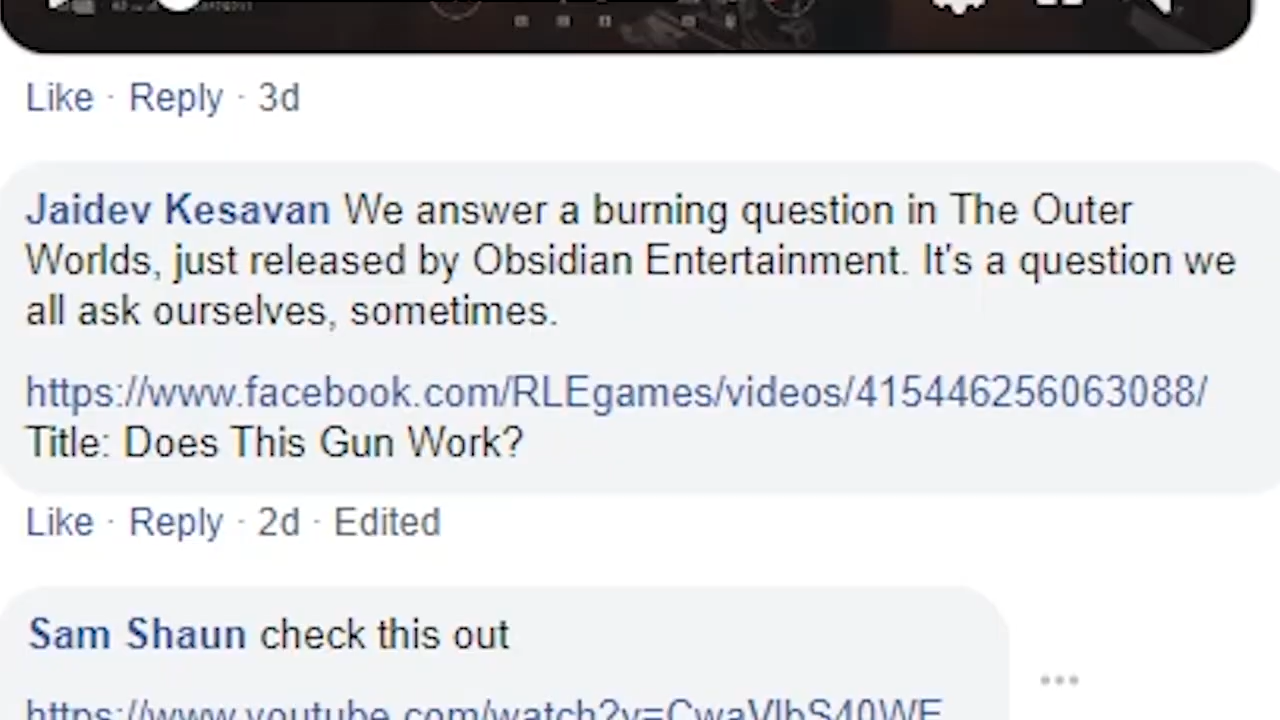 Like · Reply · 3d
Jaidev Kesavan We answer a burning question in The Outer
Worlds, just released by Obsidian Entertainment. It's a question we
all ask ourselves, sometimes.
https://www.facebook.com/RLEgames/videos/415446256063088/
Title: Does This Gun Work?
Like · Reply · 2d · Edited
Sam Shaun check this out